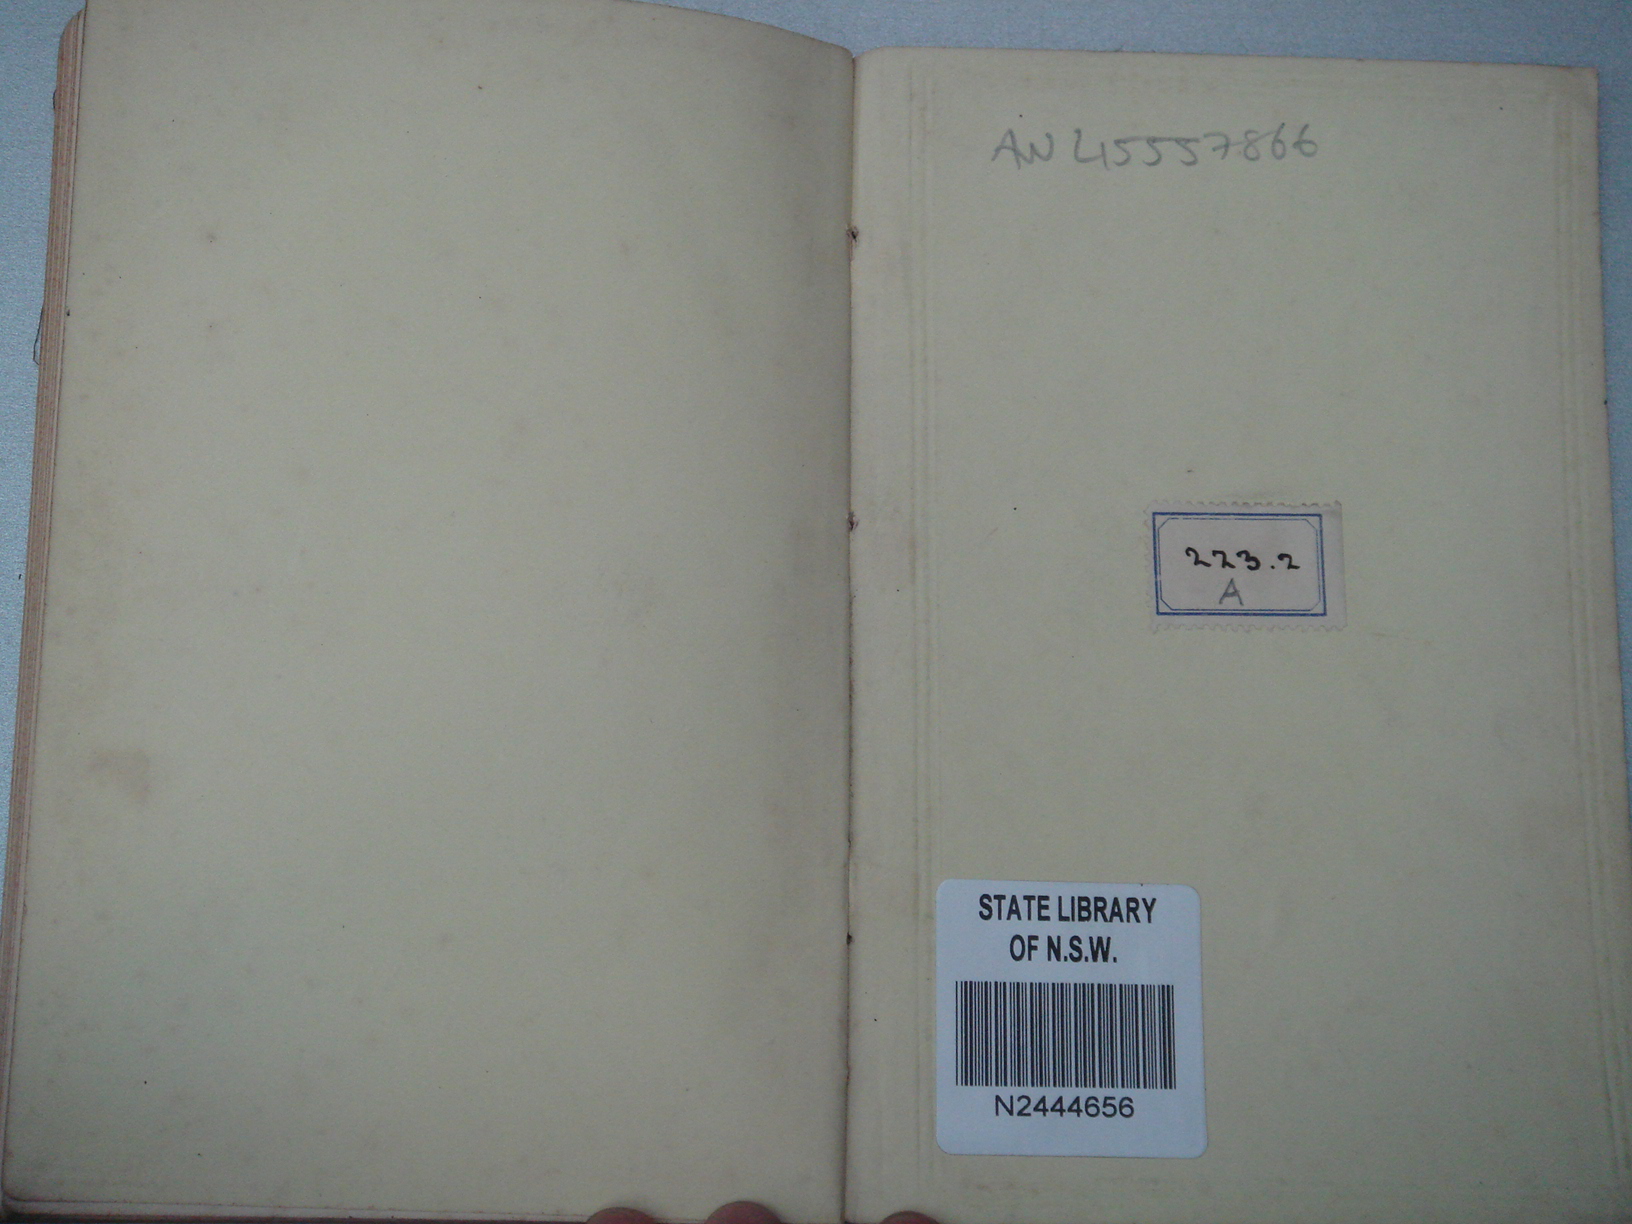 AN 45557866
223.2
A
STATE LIBRARY
OF N.S.W.
N2444656